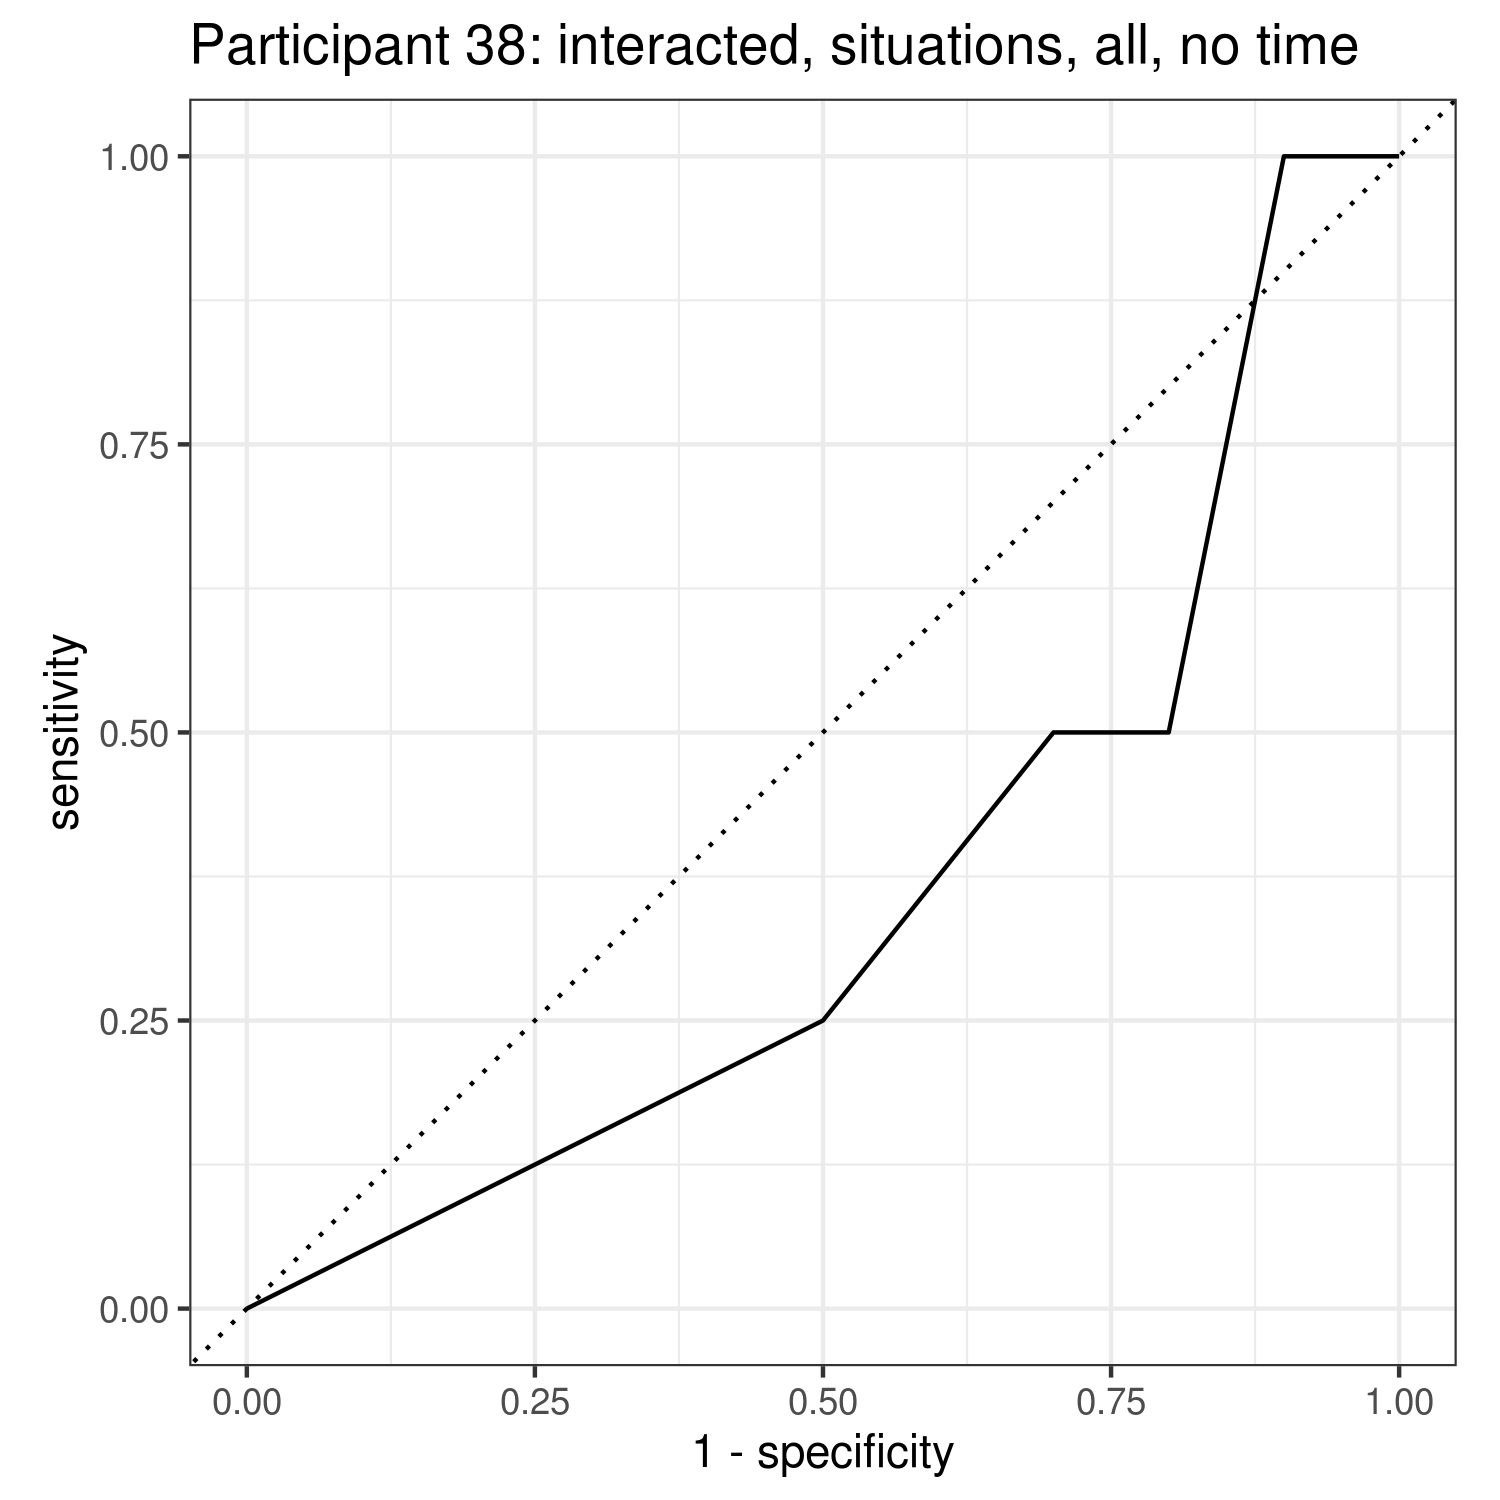 Participant 38: interacted, situations, all, no time
1.00
0.75
0.50
0.25
0.00
sensitivity
0.00 0.25 0.50 0.75 1.00
1 - specificity